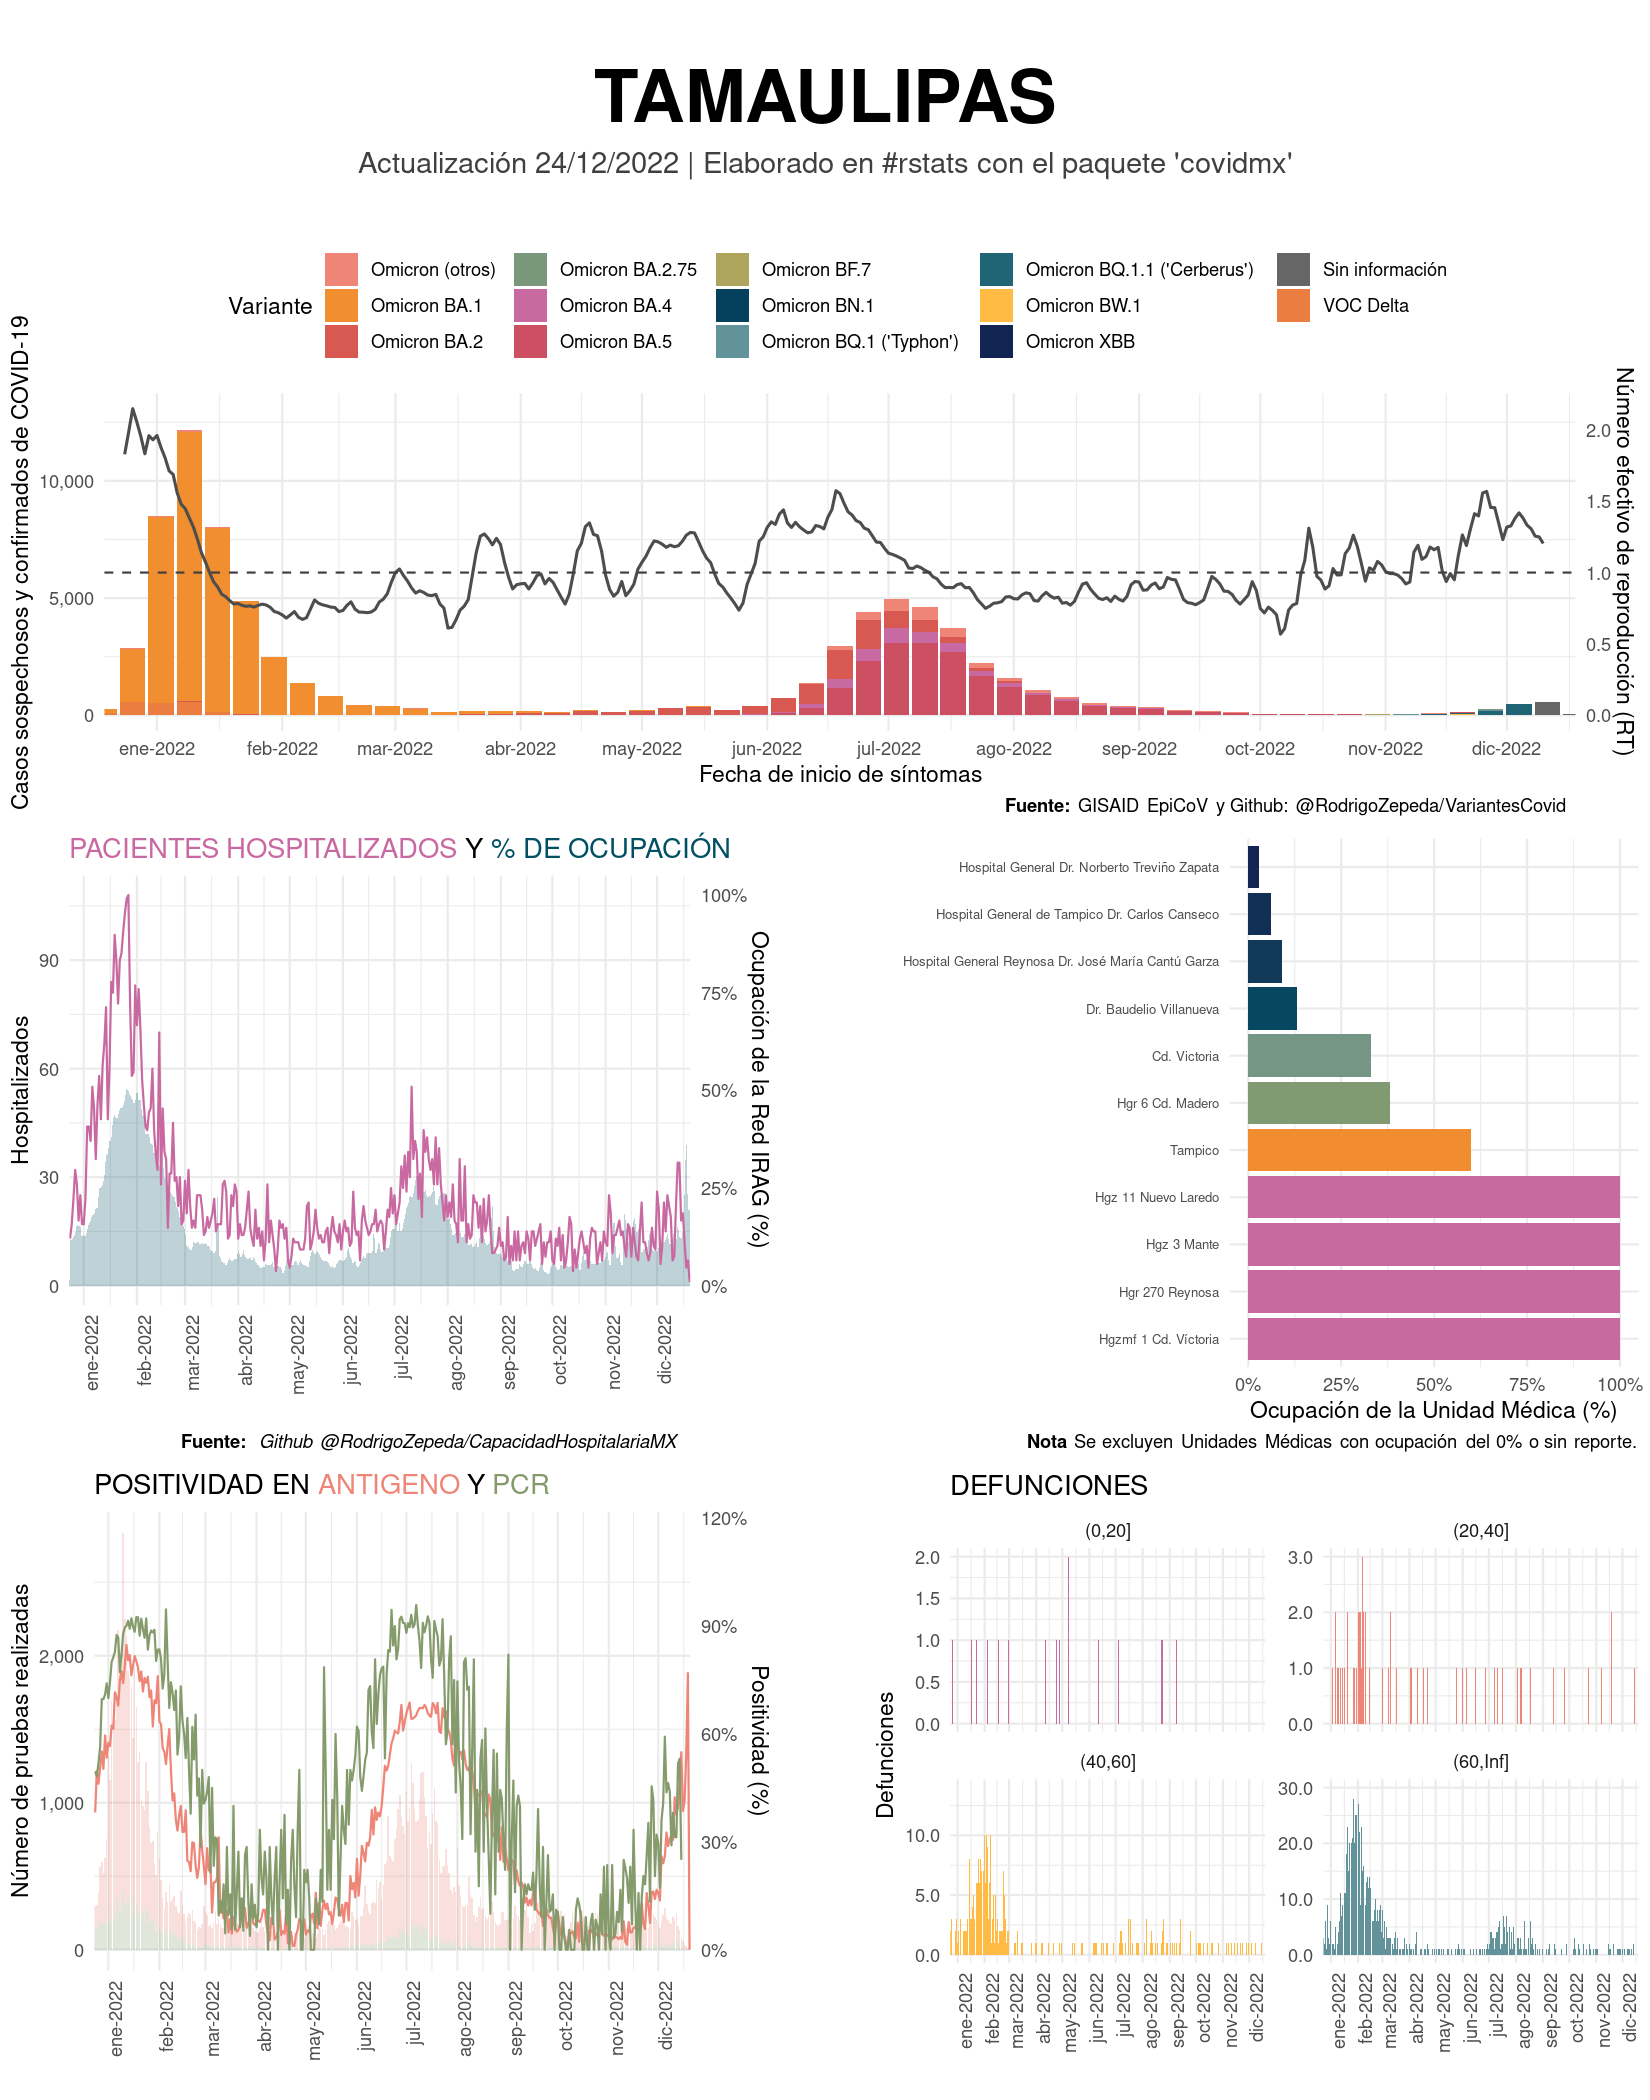 TAMAULIPAS
Actualización 24/12/2022 | Elaborado en #rstats con el paquete 'covidmx'
Variante
Omicron (otros)
Omicron BA.1
Omicron BA.2
Omicron BA.2.75
Omicron BA.4
Omicron BA.5
Omicron BF.7
Omicron BN.1
Omicron BQ.1 ('Typhon')
Omicron BQ.1.1 ('Cerberus')
Omicron BW.1
Omicron XBB
Sin información
VOC Delta
Casos sospechosos y confirmados de COVID-19
10,000
5,000
0
Número efectivo de reproducción (RT)
2.0
1.5
1.0
0.5
0.0
ene-2022 feb-2022 mar-2022 abr-2022 may-2022 jun-2022 jul-2022 ago-2022 sep-2022 oct-2022 nov-2022 dic-2022
Fecha de inicio de síntomas
Fuente: GISAID EpiCoV y Github: @RodrigoZepeda/VariantesCovid
PACIENTES HOSPITALIZADOS Y % DE OCUPACIÓN
Hospitalizados
90
60
30
0
Ocupación de la Red IRAG (%)
100%
75%
50%
25%
0%
ene-2022 feb-2022 mar-2022 abr-2022 may-2022 jun-2022 jul-2022 ago-2022 sep-2022 oct-2022 nov-2022 dic-2022
Fuente: Github @RodrigoZepeda/CapacidadHospitalariaMX
Hospital General Dr. Norberto Treviño Zapata
Hospital General de Tampico Dr. Carlos Canseco
Hospital General Reynosa Dr. José María Cantú Garza
Dr. Baudelio Villanueva
Cd. Victoria
Hgr 6 Cd. Madero
Tampico
Hgz 11 Nuevo Laredo
Hgz 3 Mante
Hgr 270 Reynosa
Hgzmf 1 Cd. Víctoria
0% 25% 50% 75% 100%
Ocupación de la Unidad Médica (%)
Nota Se excluyen Unidades Médicas con ocupación del 0% o sin reporte.
POSITIVIDAD EN ANTIGENO Y PCR
Número de pruebas realizadas
2,000
1,000
0
Positividad (%)
120%
90%
60%
30%
0%
ene-2022 feb-2022 mar-2022 abr-2022 may-2022 jun-2022 jul-2022 ago-2022 sep-2022 oct-2022 nov-2022 dic-2022
DEFUNCIONES
Defunciones
(0,20]
2.0
1.5
1.0
0.5
0.0
(20,40]
3.0
2.0
1.0
0.0
(40,60]
10.0
5.0
0.0
(60,Inf]
30.0
20.0
10.0
0.0
ene-2022 feb-2022 mar-2022 abr-2022 may-2022 jun-2022 jul-2022 ago-2022 sep-2022 oct-2022 nov-2022 dic-2022
ene-2022 feb-2022 mar-2022 abr-2022 may-2022 jun-2022 jul-2022 ago-2022 sep-2022 oct-2022 nov-2022 dic-2022